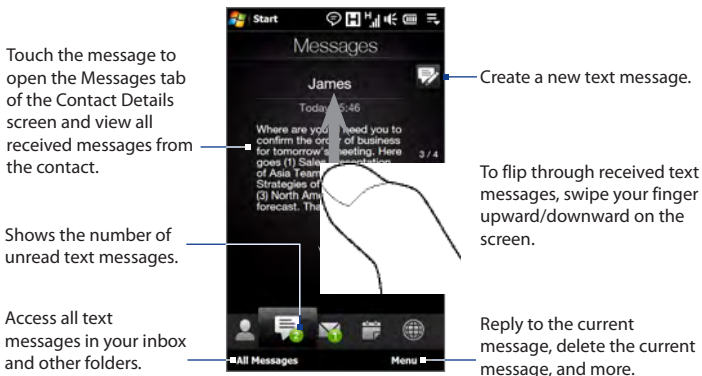 Start
Messages
James
Today 5:46
Where are you need you to
confirm the order of business
for tomorrow's meeting. Here
goes (1) Sales Presentation
of Asia Team
Strategies of
(3) North
forecast.
3 / 4
2
1
All Messages
Menu
Touch the message to
open the Messages tab
of the Contact Details
screen and view all
received messages from
the contact.
Shows the number of
unread text messages.
Access all text
messages in your inbox
and other folders.
Create a new text message.
To flip through received text
messages, swipe your finger
upward/downward on the
screen.
Reply to the current
message, delete the current
message, and more.